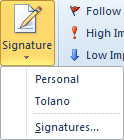 Signature
Follow
High Im
Low Imp
Personal
Tolano
Signatures...